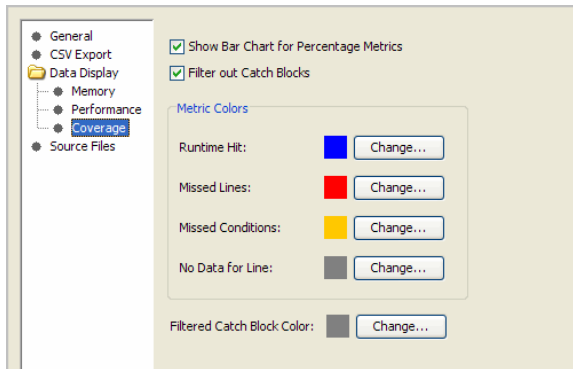 General
CSV Export
Data Display
Memory
Performance
Coverage
Source Files
Show Bar Chart for Percentage Metrics
Filter out Catch Blocks
Metric Colors
Runtime Hit: Change...
Missed Lines: Change...
Missed Conditions: Change...
No Data for Line: Change...
Filtered Catch Block Color: Change...